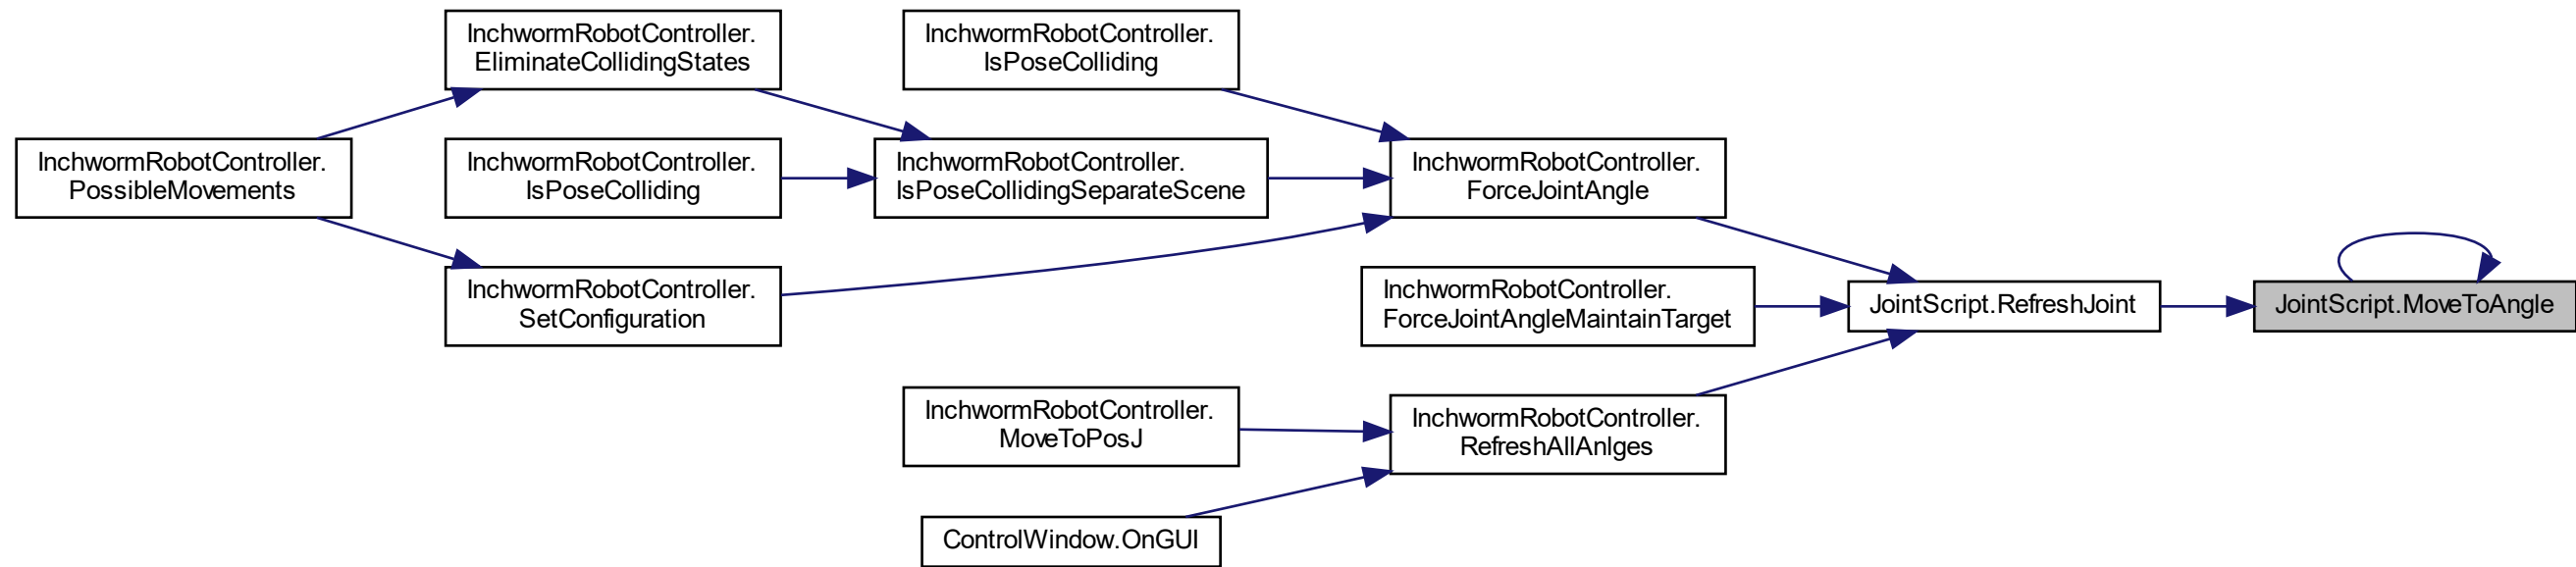 InchwormRobotController.
EliminateCollidingStates
InchwormRobotController.
IsPoseColliding
InchwormRobotController.
PossibleMovements
InchwormRobotController.
IsPoseColliding
InchwormRobotController.
IsPoseCollidingSeparateScene
InchwormRobotController.
ForceJointAngle
InchwormRobotController.
SetConfiguration
InchwormRobotController.
ForceJointAngleMaintainTarget
JointScript.RefreshJoint
JointScript.MoveToAngle
InchwormRobotController.
MoveToPosJ
InchwormRobotController.
RefreshAllAnlges
ControlWindow.OnGUI